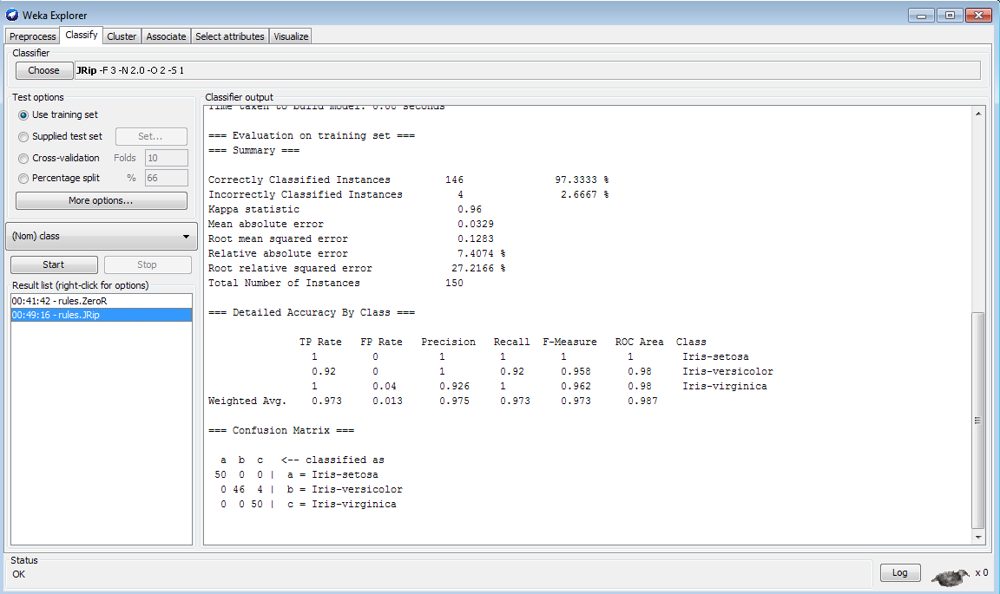 Weka Explorer
Preprocess Classify Cluster Associate Select attributes Visualize
Classifier
Choose JRip -F 3 -N 2.0 -O 2 -S 1
Test options
Use training set
Supplied test set Set...
Cross-validation Folds 10
Percentage split % 66
More options...
(Nom) class
Start Stop
Result list (right-click for options)
00:41:42 - rules.ZeroR
00:49:16 - rules.JRip
Classifier output
Time taken to build model: 0.06 seconds
=== Evaluation on training set ===
=== Summary ===
Correctly Classified Instances 146 97.3333 %
Incorrectly Classified Instances 4 2.6667 %
Kappa statistic 0.96
Mean absolute error 0.0329
Root mean squared error 0.1283
Relative absolute error 7.4074 %
Root relative squared error 27.2166 %
Total Number of Instances 150
=== Detailed Accuracy By Class ===
TP Rate FP Rate Precision Recall F-Measure ROC Area Class
1 0 1 1 1 1 Iris-setosa
0.92 0 1 0.92 0.958 0.98 Iris-versicolor
1 0.04 0.926 1 0.962 0.98 Iris-virginica
Weighted Avg. 0.973 0.013 0.975 0.973 0.973 0.987
=== Confusion Matrix ===
a b c <-- classified as
50 0 0 | a = Iris-setosa
0 46 4 | b = Iris-versicolor
0 0 50 | c = Iris-virginica
Status
OK
Log x 0